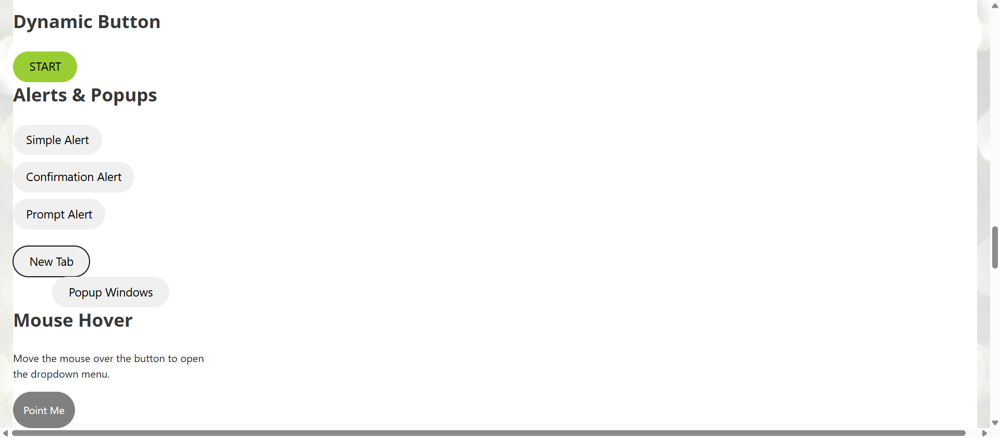 Dynamic Button
START
Alerts & Popups
Simple Alert
Confirmation Alert
Prompt Alert
New Tab
Popup Windows
Mouse Hover
Move the mouse over the button to open
the dropdown menu.
Point Me